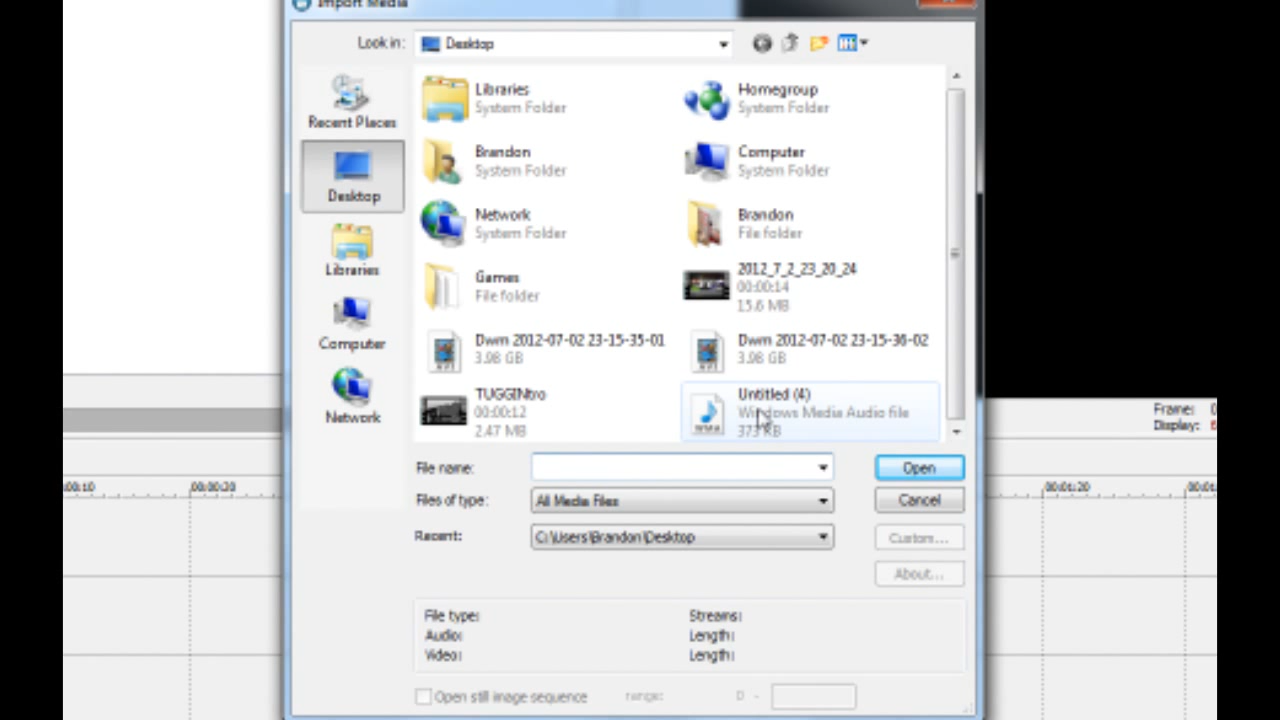 Import Media
Look in:
Desktop
Recent Places
Desktop
Libraries
Computer
Network
Libraries
System Folder
Homegroup
System Folder
Brandon
System Folder
Computer
System Folder
Network
System Folder
Brandon
File folder
Games
File folder
2012_7_2_23_20_24
00:00:14
15.6 MB
Dwm 2012-07-02 23-15-35-01
3.98 GB
Dwm 2012-07-02 23-15-36-02
3.98 GB
TUGGINtro
00:00:12
2.47 MB
Untitled (4)
Windows Media Audio file
373 KB
File name:
Open
Files of type:
All Media Files
Cancel
Recent:
C:\Users\Brandon\Desktop
Custom...
About...
File type:
Streams:
Audio:
Length:
Video:
Length:
Open still image sequence
range:
0 -
Frame:
Display:
:00:10
00:00:20
00:01:20